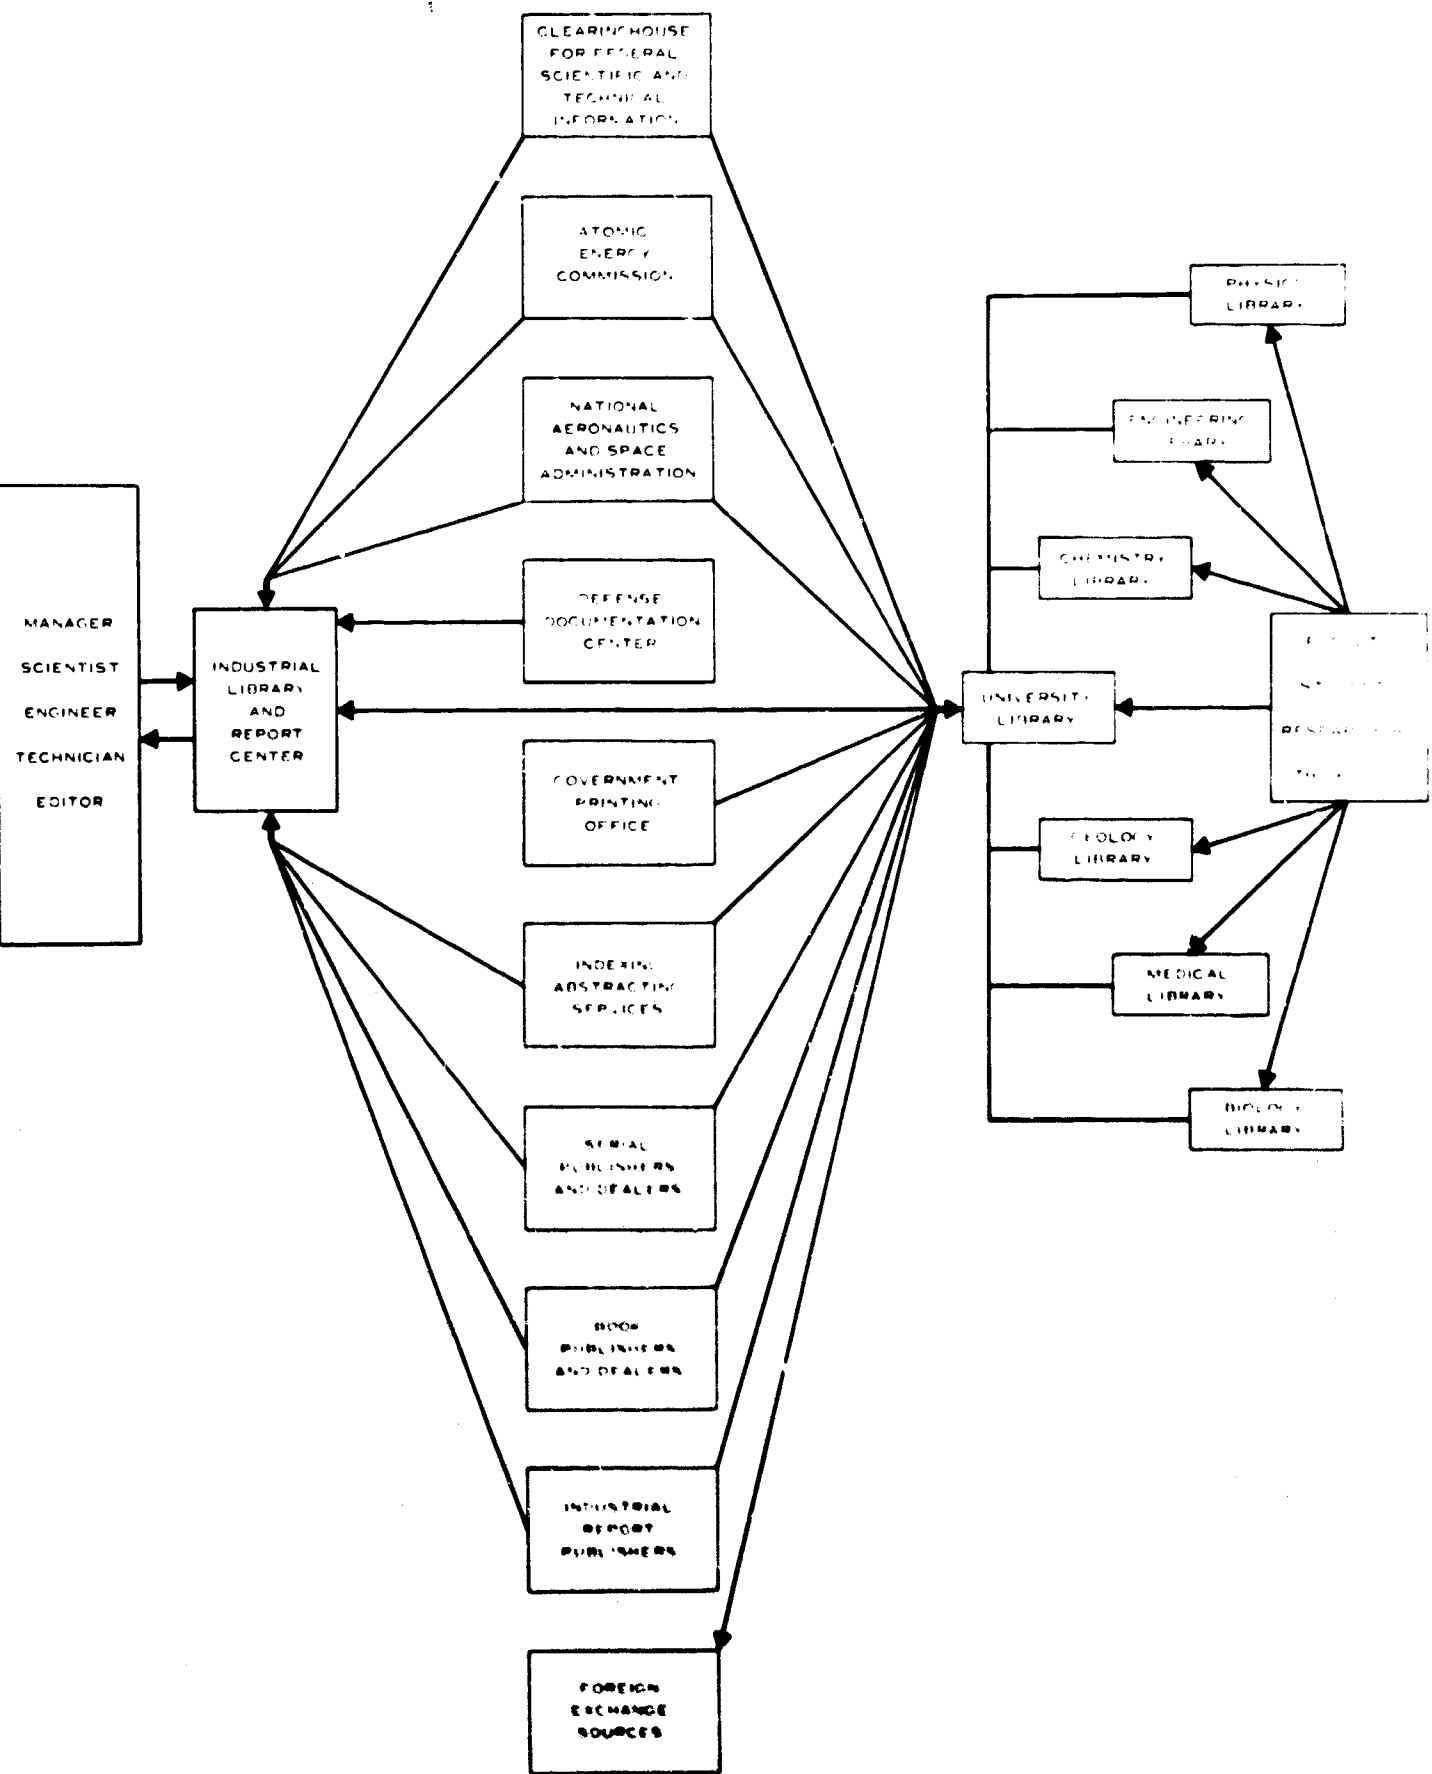 CLEARINGHOUSE
FOR FEDERAL
SCIENTIFIC AND
TECHNICAL
INFORMATION
ATOMIC
ENERGY
COMMISSION
NATIONAL
AERONAUTICS
AND SPACE
ADMINISTRATION
DEFENSE
DOCUMENTATION
CENTER
GOVERNMENT
PRINTING
OFFICE
INDEXING
ABSTRACTING
SERVICES
SERIAL
PUBLISHERS
AND DEALERS
BOOK
PUBLISHERS
AND DEALERS
INDUSTRIAL
REPORT
PUBLISHERS
FOREIGN
EXCHANGE
SOURCES
MANAGER
SCIENTIST
ENGINEER
TECHNICIAN
EDITOR
INDUSTRIAL
LIBRARY
AND
REPORT
CENTER
UNIVERSITY
LIBRARY
PHYSICS
LIBRARY
ENGINEERING
LIBRARY
CHEMISTRY
LIBRARY
GEOLOGY
LIBRARY
MEDICAL
LIBRARY
BIOLOGY
LIBRARY